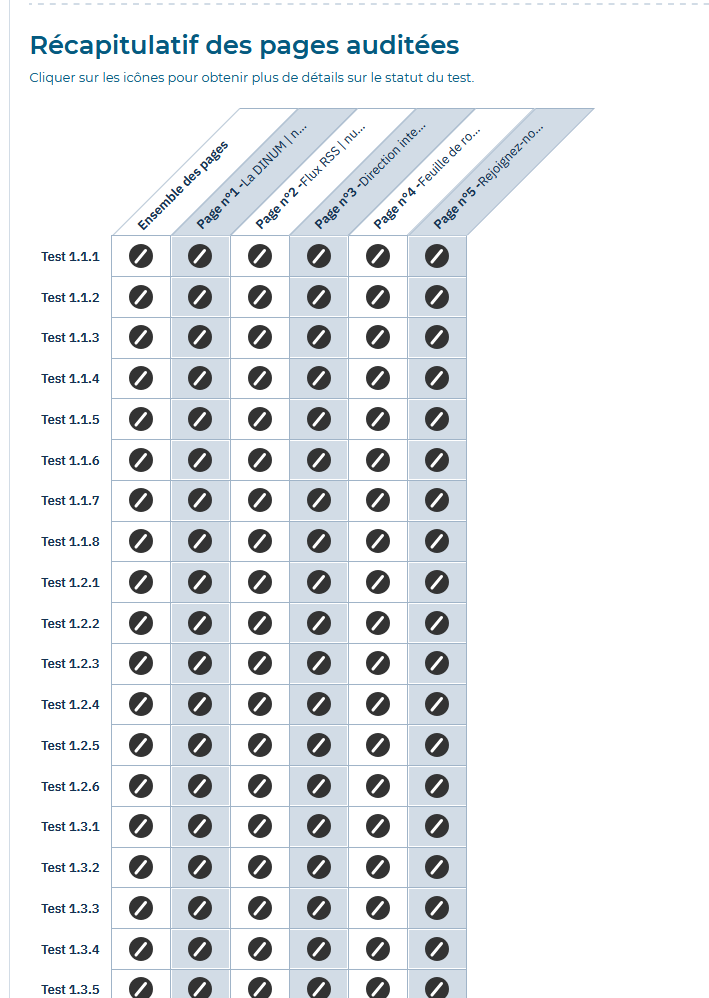 Récapitulatif des pages auditées
Cliquer sur les icônes pour obtenir plus de détails sur le statut du test.
Ensemble des pages
Page n°1 -La DINUM | n...
Page n°2 -Flux RSS | nu...
Page n°3 -Direction inte...
Page n°4 -Feuille de ro...
Page n°5 -Rejoignez-no...
Test 1.1.1
Test 1.1.2
Test 1.1.3
Test 1.1.4
Test 1.1.5
Test 1.1.6
Test 1.1.7
Test 1.1.8
Test 1.2.1
Test 1.2.2
Test 1.2.3
Test 1.2.4
Test 1.2.5
Test 1.2.6
Test 1.3.1
Test 1.3.2
Test 1.3.3
Test 1.3.4
Test 1.3.5